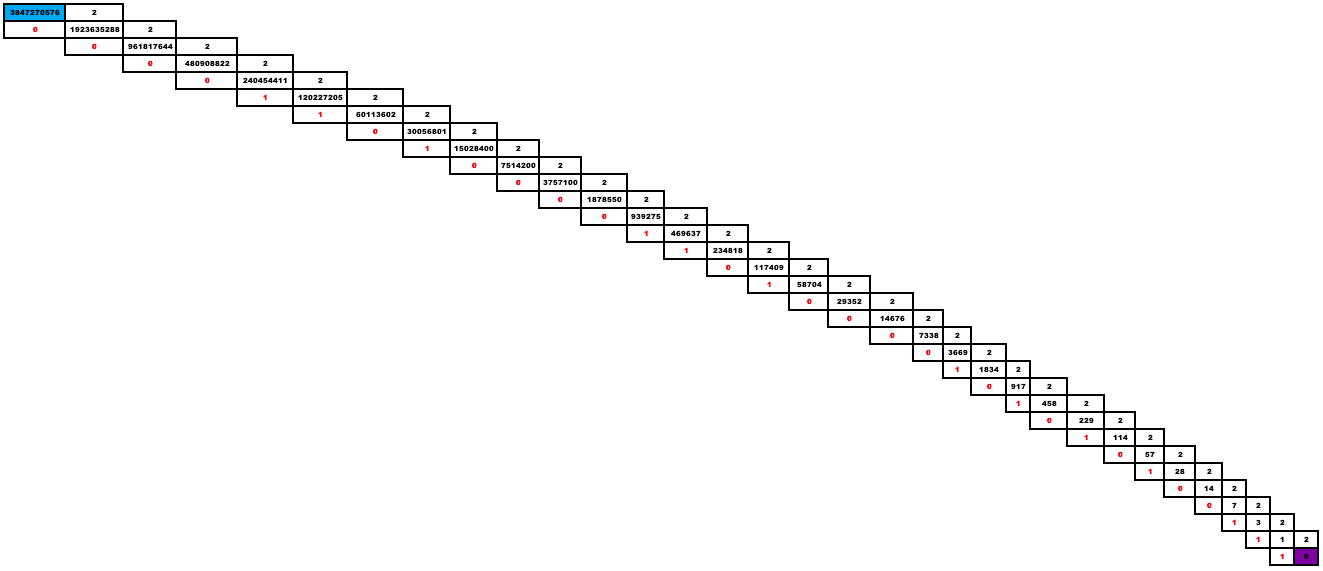 3847270576 2
0 1923635288 2
0 961817644 2
0 480908822 2
0 240454411 2
1 120227205 2
1 60113602 2
0 30056801 2
1 15028400 2
0 7514200 2
0 3757100 2
0 1878550 2
0 939275 2
1 469637 2
1 234818 2
0 117409 2
1 58704 2
0 29352 2
0 14676 2
0 7338 2
0 3669 2
1 1834 2
0 917 2
1 458 2
0 229 2
1 114 2
0 57 2
1 28 2
0 14 2
0 7 2
1 3 2
1 1 2
1 0